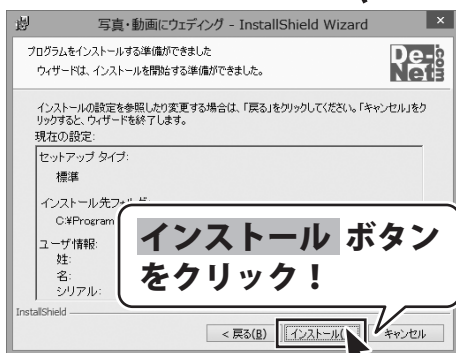 写真・動画にウェディング - InstallShield Wizard
プログラムをインストールする準備ができました
ウィザードは、インストールを開始する準備ができました。
De-Net.com
インストールの設定を参照したり変更する場合は、「戻る」をクリックしてください。「キャンセル」をク
リックすると、ウィザードを終了します。
現在の設定:
セットアップ タイプ:
標準
インストール先フォルダ:
C:¥Program
ユーザ情報:
姓:
名:
シリアル:
インストール ボタン
をクリック！
InstallShield
< 戻る(B)
インストール(
キャンセル